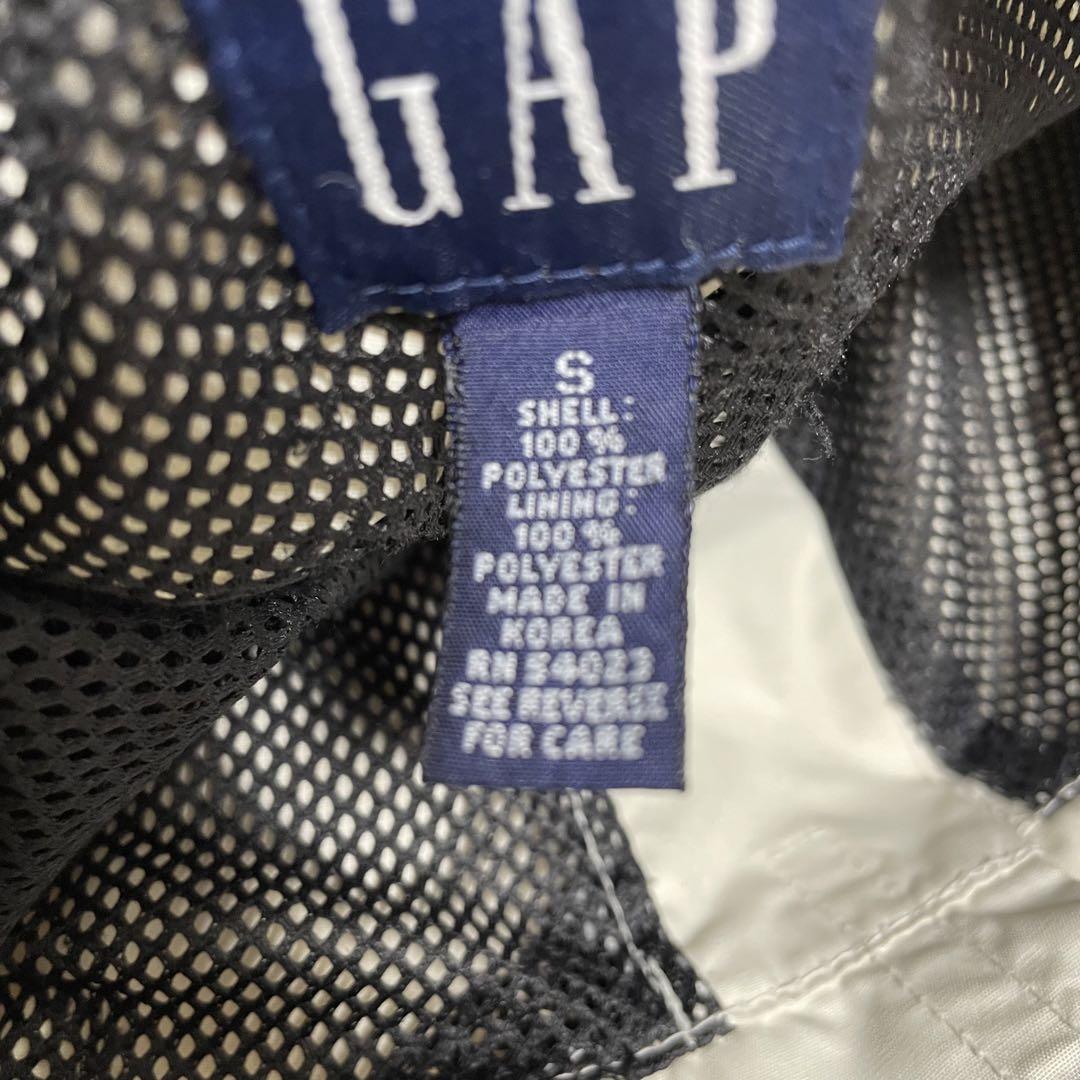 GAP
S
SHELL:
100%
POLYESTER
LINING:
100%
POLYESTER
MADE IN
KOREA
RN 54023
SEE REVERSE
FOR CARE